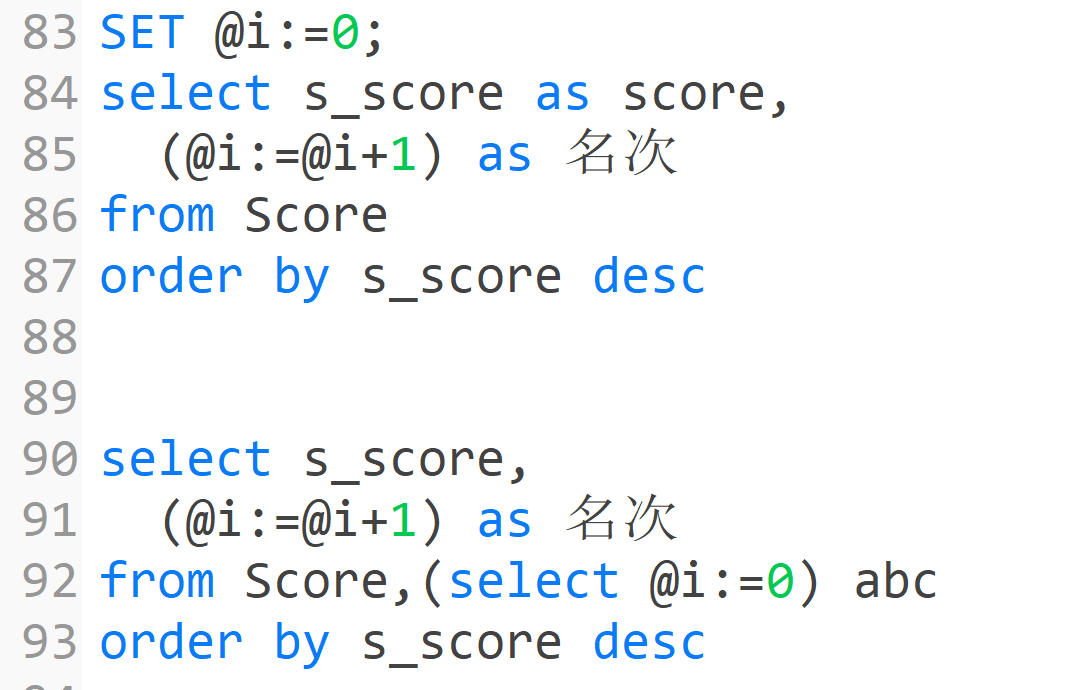 83 SET @i:=0;
84 select s_score as score,
85   (@i:=@i+1) as 名次
86 from Score
87 order by s_score desc
88
89
90 select s_score,
91   (@i:=@i+1) as 名次
92 from Score,(select @i:=0) abc
93 order by s_score desc